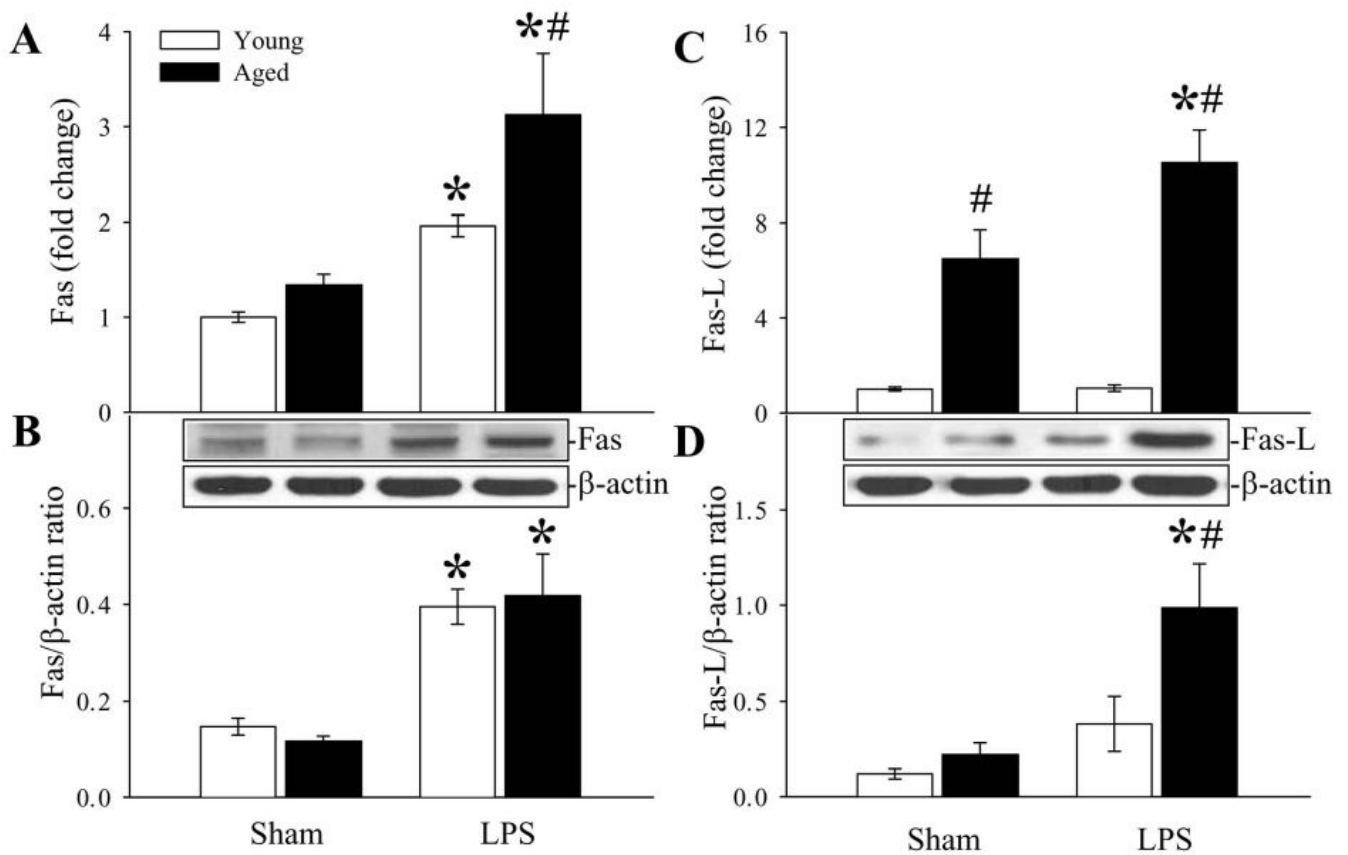 A
Fas (fold change)
4
3
2
1
0
Young
Aged
*
*#
B
Fas/β-actin ratio
-Fas
-β-actin
0.6
0.4
0.2
0.0
*
*
Sham
LPS
C
Fas-L (fold change)
16
12
8
4
0
#
*#
D
Fas-L/β-actin ratio
-Fas-L
-β-actin
1.5
1.0
0.5
0.0
*#
Sham
LPS